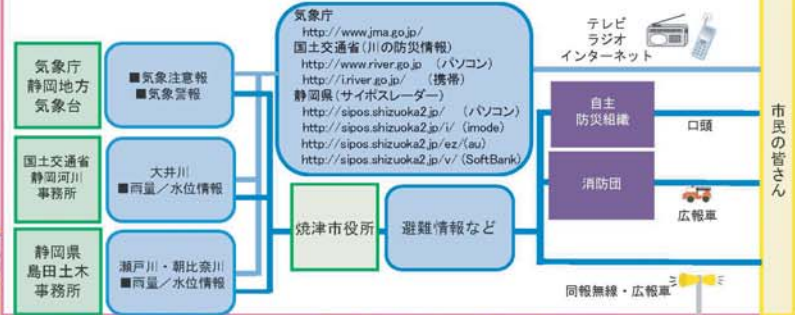 気象庁
静岡地方
気象台
■気象注意報
■気象警報
国土交通省
静岡河川
事務所
大井川
■雨量／水位情報
静岡県
島田土木
事務所
瀬戸川・朝比奈川
■雨量／水位情報
気象庁
http://www.jma.go.jp/
国土交通省(川の防災情報)
http://www.river.go.jp （パソコン）
http://i.river.go.jp/ （携帯）
静岡県(サイポスレーダー)
http://sipos.shizuoka2.jp/ （パソコン）
http://sipos.shizuoka2.jp/i/ (imode)
http://sipos.shizuoka2.jp/ez/(au)
http://sipos.shizuoka2.jp/v/ (SoftBank)
焼津市役所
避難情報など
テレビ
ラジオ
インターネット
自主
防災組織
口頭
消防団
広報車
同報無線・広報車
市民の皆さん